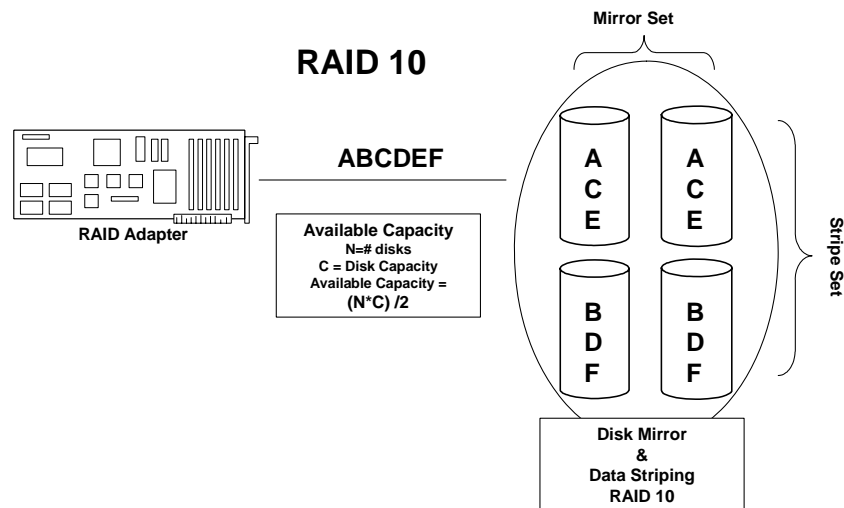 Mirror Set
RAID 10
ABCDEF
RAID Adapter
Available Capacity
N=# disks
C = Disk Capacity
Available Capacity =
(N*C) /2
A
C
E
A
C
E
B
D
F
B
D
F
Stripe Set
Disk Mirror
&
Data Striping
RAID 10